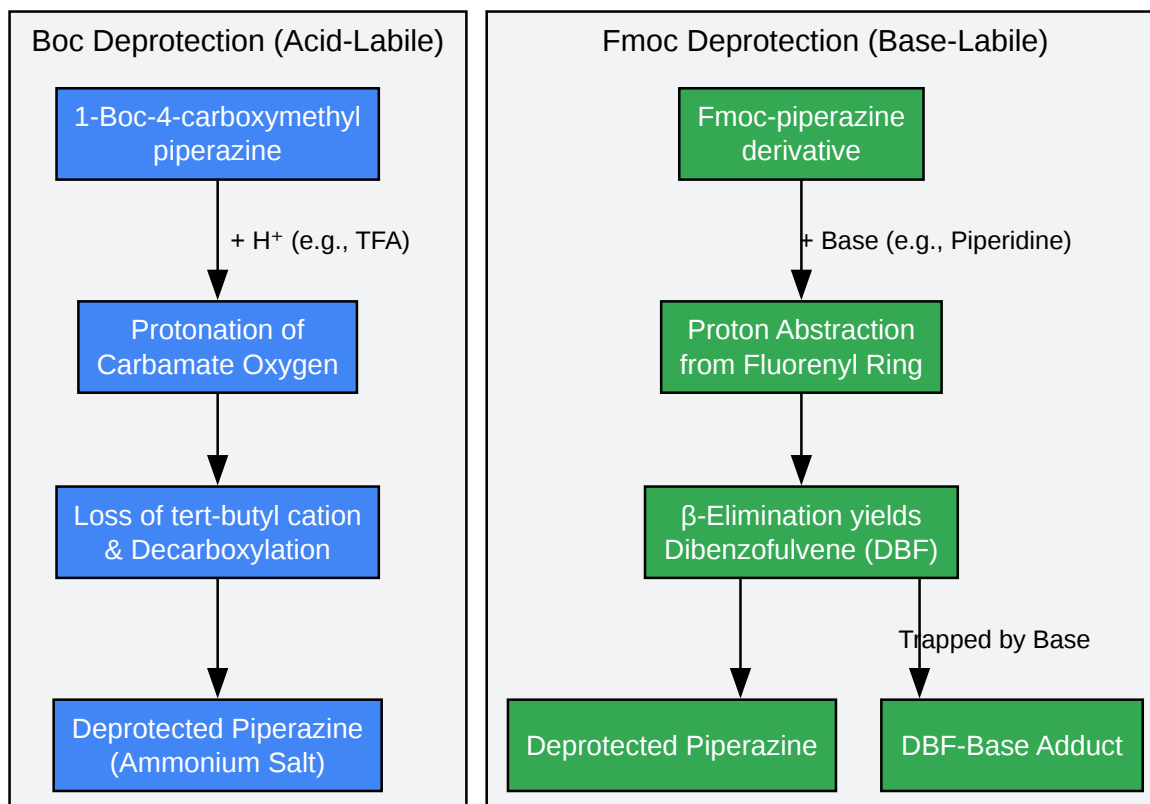 Boc Deprotection (Acid-Labile)
1-Boc-4-carboxymethyl
piperazine
+ H⁺ (e.g., TFA)
Protonation of
Carbamate Oxygen
Loss of tert-butyl cation
& Decarboxylation
Deprotected Piperazine
(Ammonium Salt)
Fmoc Deprotection (Base-Labile)
Fmoc-piperazine
derivative
+ Base (e.g., Piperidine)
Proton Abstraction
from Fluorenyl Ring
β-Elimination yields
Dibenzofulvene (DBF)
Trapped by Base
Deprotected Piperazine
DBF-Base Adduct